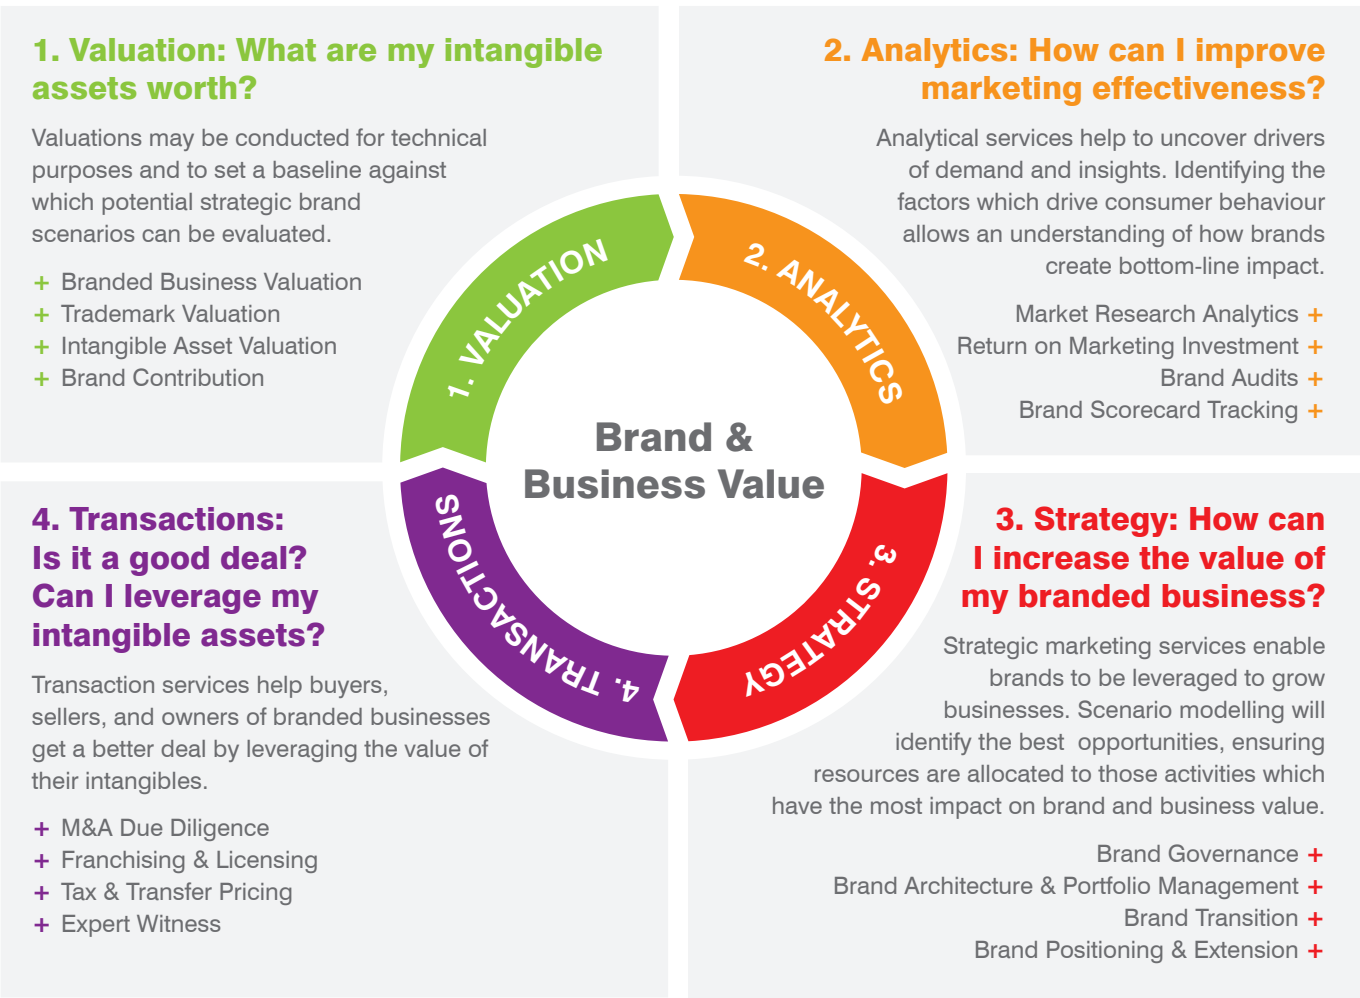 1. Valuation: What are my intangible
assets worth?
Valuations may be conducted for technical
purposes and to set a baseline against
which potential strategic brand
scenarios can be evaluated.
+ Branded Business Valuation
+ Trademark Valuation
+ Intangible Asset Valuation
+ Brand Contribution
2. Analytics: How can I improve
marketing effectiveness?
Analytical services help to uncover drivers
of demand and insights. Identifying the
factors which drive consumer behaviour
allows an understanding of how brands
create bottom-line impact.
Market Research Analytics +
Return on Marketing Investment +
Brand Audits +
Brand Scorecard Tracking +
1. VALUATION
2. ANALYTICS
Brand &
Business Value
3. STRATEGY
4. TRANSACTIONS
3. Strategy: How can
I increase the value of
my branded business?
Strategic marketing services enable
brands to be leveraged to grow
businesses. Scenario modelling will
identify the best  opportunities, ensuring
resources are allocated to those activities which
have the most impact on brand and business value.
Brand Governance +
Brand Architecture & Portfolio Management +
Brand Transition +
Brand Positioning & Extension +
4. Transactions:
Is it a good deal?
Can I leverage my
intangible assets?
Transaction services help buyers,
sellers, and owners of branded businesses
get a better deal by leveraging the value of
their intangibles.
+ M&A Due Diligence
+ Franchising & Licensing
+ Tax & Transfer Pricing
+ Expert Witness